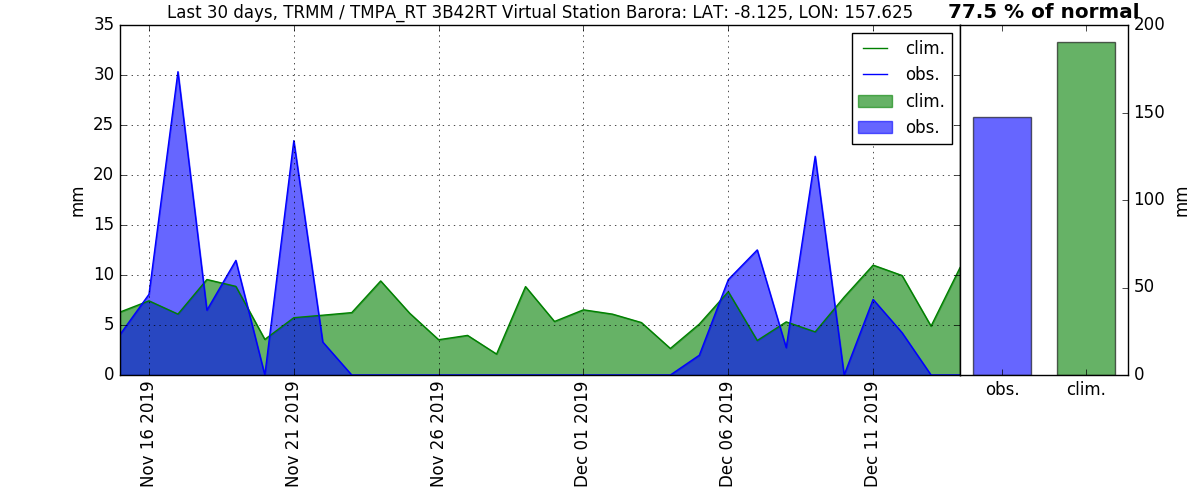 Last 30 days, TRMM / TMPA_RT 3B42RT Virtual Station Barora: LAT: -8.125, LON: 157.625
77.5 % of normal
35
30
25
20
15
10
5
0
mm
clim.
obs.
clim.
obs.
200
150
100
50
0
mm
Nov 16 2019
Nov 21 2019
Nov 26 2019
Dec 01 2019
Dec 06 2019
Dec 11 2019
obs.
clim.